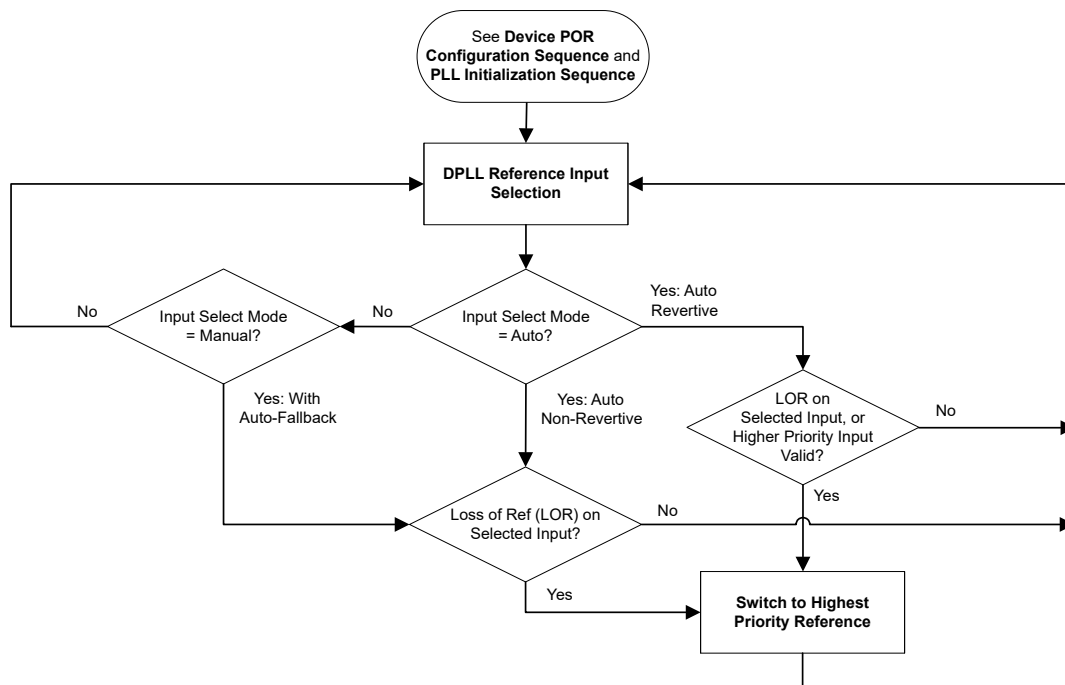 See Device POR
Configuration Sequence and
PLL Initialization Sequence
DPLL Reference Input
Selection
No
Input Select Mode
= Manual?
No
Input Select Mode
= Auto?
Yes: Auto
Revertive
Yes: With
Auto-Fallback
Yes: Auto
Non-Revertive
LOR on
Selected Input, or
Higher Priority Input
Valid?
No
Yes
Loss of Ref (LOR) on
Selected Input?
No
Yes
Switch to Highest
Priority Reference